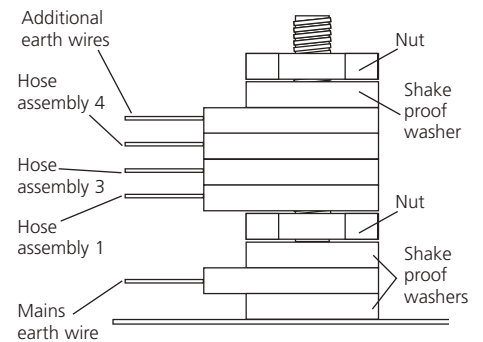 Additional
earth wires
Hose
assembly 4
Hose
assembly 3
Hose
assembly 1
Mains
earth wire
Nut
Shake
proof
washer
Nut
Shake
proof
washers